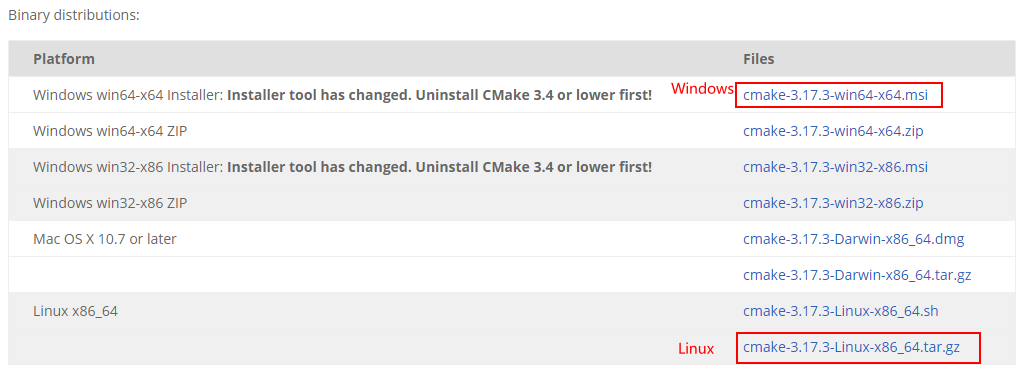 Binary distributions:
Platform Files
Windows win64-x64 Installer: Installer tool has changed. Uninstall CMake 3.4 or lower first! Windows cmake-3.17.3-win64-x64.msi
Windows win64-x64 ZIP cmake-3.17.3-win64-x64.zip
Windows win32-x86 Installer: Installer tool has changed. Uninstall CMake 3.4 or lower first! cmake-3.17.3-win32-x86.msi
Windows win32-x86 ZIP cmake-3.17.3-win32-x86.zip
Mac OS X 10.7 or later cmake-3.17.3-Darwin-x86_64.dmg
cmake-3.17.3-Darwin-x86_64.tar.gz
Linux x86_64 cmake-3.17.3-Linux-x86_64.sh
Linux cmake-3.17.3-Linux-x86_64.tar.gz